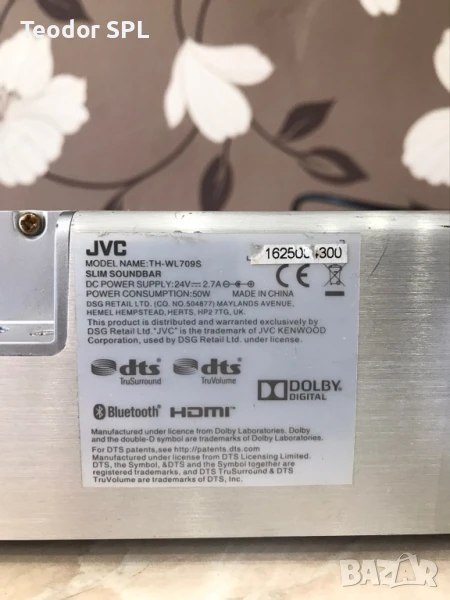 Teodor SPL
JVC
1625004300
MODEL NAME:TH-WL709S
SLIM SOUNDBAR
DC POWER SUPPLY:24V 2.7A
POWER CONSUMPTION:50W MADE IN CHINA
CE
DSG RETAIL LTD. (CO. NO.504877) MAYLANDS AVENUE,
HEMEL HEMPSTEAD, HERTS. HP2 7TG, UK.
This product is distributed and warranted exclusively by
DSG Retail Ltd."JVC" is the trademark of JVC KENWOOD
Corporation, used by DSG Retail Ltd. under license.
dts dts
TruSurround TruVolume
DOLBY
DIGITAL
Bluetooth HDMI
Manufactured under licence from Dolby Laboratories. Dolby
and the double-D symbol are trademarks of Dolby Laboratories.
For DTS patents,see http://patents.dts.com
Manufactured under license from DTS Licensing Limited.
DTS, the Symbol, &DTS and the Symbol together are
registered trademarks, and DTS TruSurround & DTS
TruVolume are trademarks of DTS, Inc.
BAZAR